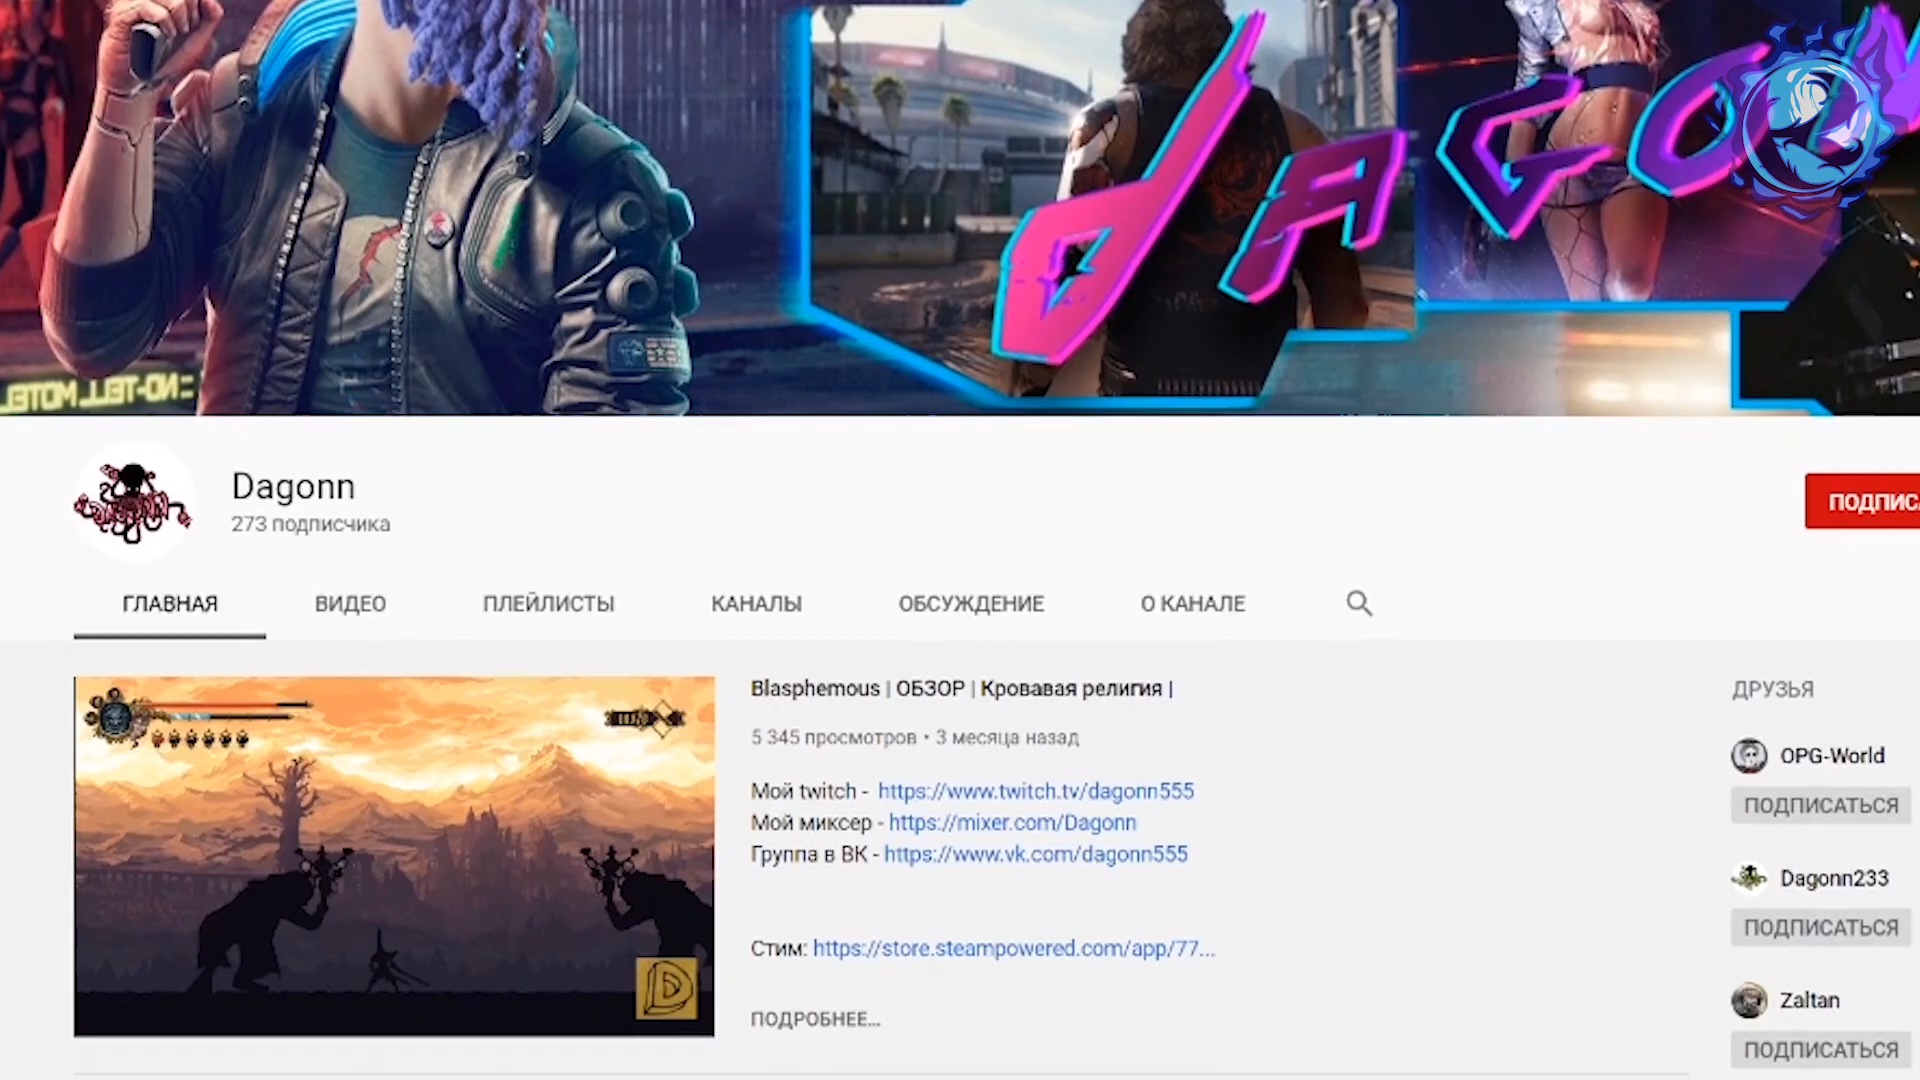 DAGON
Dagonn
273 подписчика
ПОДПИС
ГЛАВНАЯ
ВИДЕО
ПЛЕЙЛИСТЫ
КАНАЛЫ
ОБСУЖДЕНИЕ
О КАНАЛЕ
Blasphemous | ОБЗОР | Кровавая религия |
5 345 просмотров • 3 месяца назад
Мой twitch - https://www.twitch.tv/dagonn555
Мой миксер - https://mixer.com/Dagonn
Группа в ВК - https://www.vk.com/dagonn555
Стим: https://store.steampowered.com/app/77...
ПОДРОБНЕЕ...
D
ДРУЗЬЯ
OPG-World
ПОДПИСАТЬСЯ
Dagonn233
ПОДПИСАТЬСЯ
Zaltan
ПОДПИСАТЬСЯ